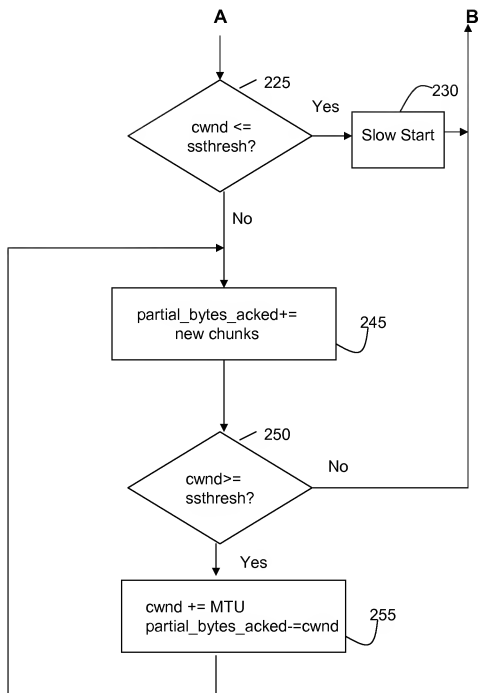 A
B
225
230
Yes
cwnd <=
ssthresh?
Slow Start
No
partial_bytes_acked+=
new chunks
245
250
No
cwnd>=
ssthresh?
Yes
cwnd += MTU
partial_bytes_acked-=cwnd
255